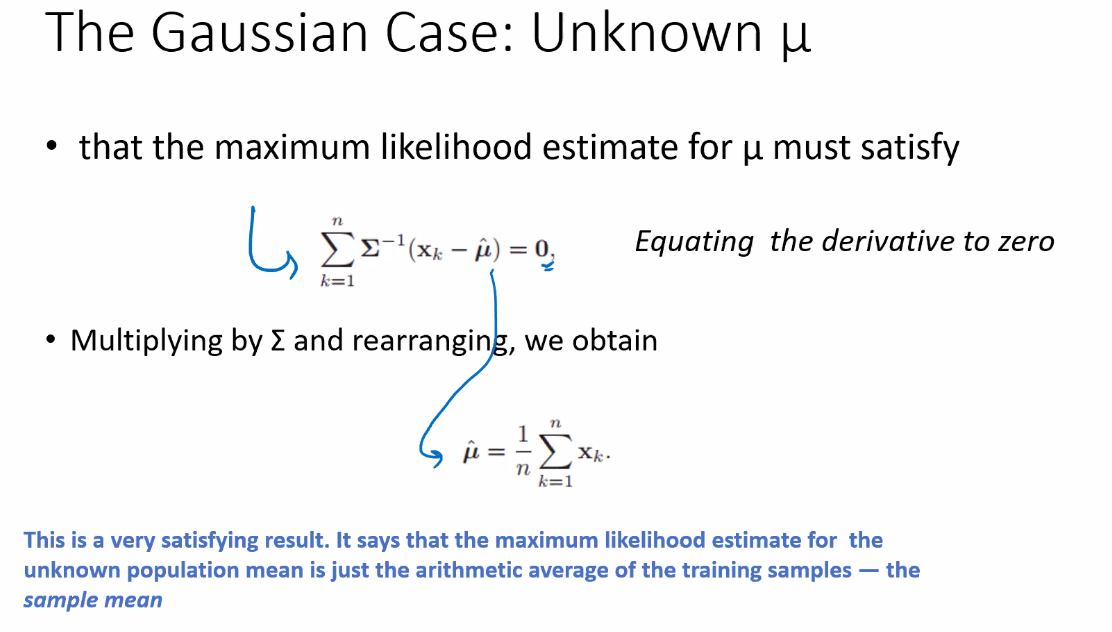 The Gaussian Case: Unknown μ
• that the maximum likelihood estimate for μ must satisfy
$\sum_{k=1}^{n} \mathbf{\Sigma}^{-1}(\mathbf{x}_k - \hat{\boldsymbol{\mu}}) = \mathbf{0},$ Equating the derivative to zero
• Multiplying by Σ and rearranging, we obtain
$\hat{\boldsymbol{\mu}} = \frac{1}{n} \sum_{k=1}^{n} \mathbf{x}_k.$
This is a very satisfying result. It says that the maximum likelihood estimate for the
unknown population mean is just the arithmetic average of the training samples — the
sample mean